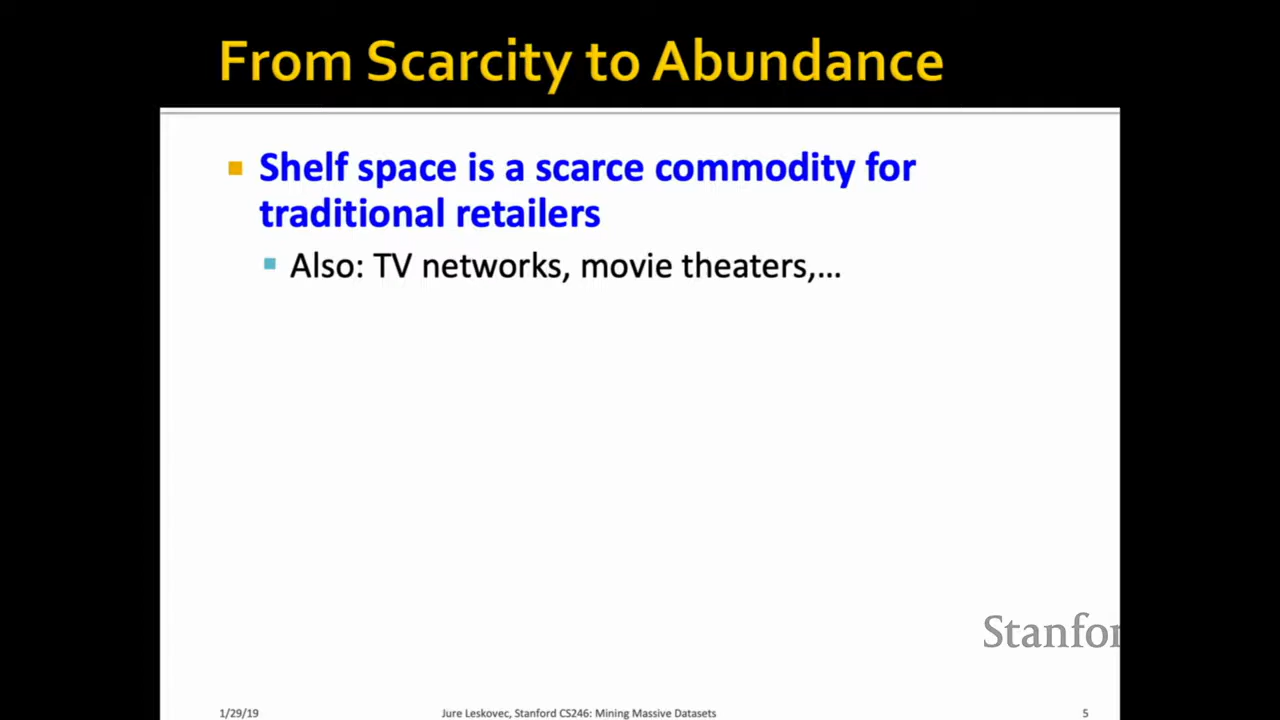 From Scarcity to Abundance
Shelf space is a scarce commodity for
traditional retailers
Also: TV networks, movie theaters,…
Stanfor
1/29/19
Jure Leskovec, Stanford CS246: Mining Massive Datasets
5